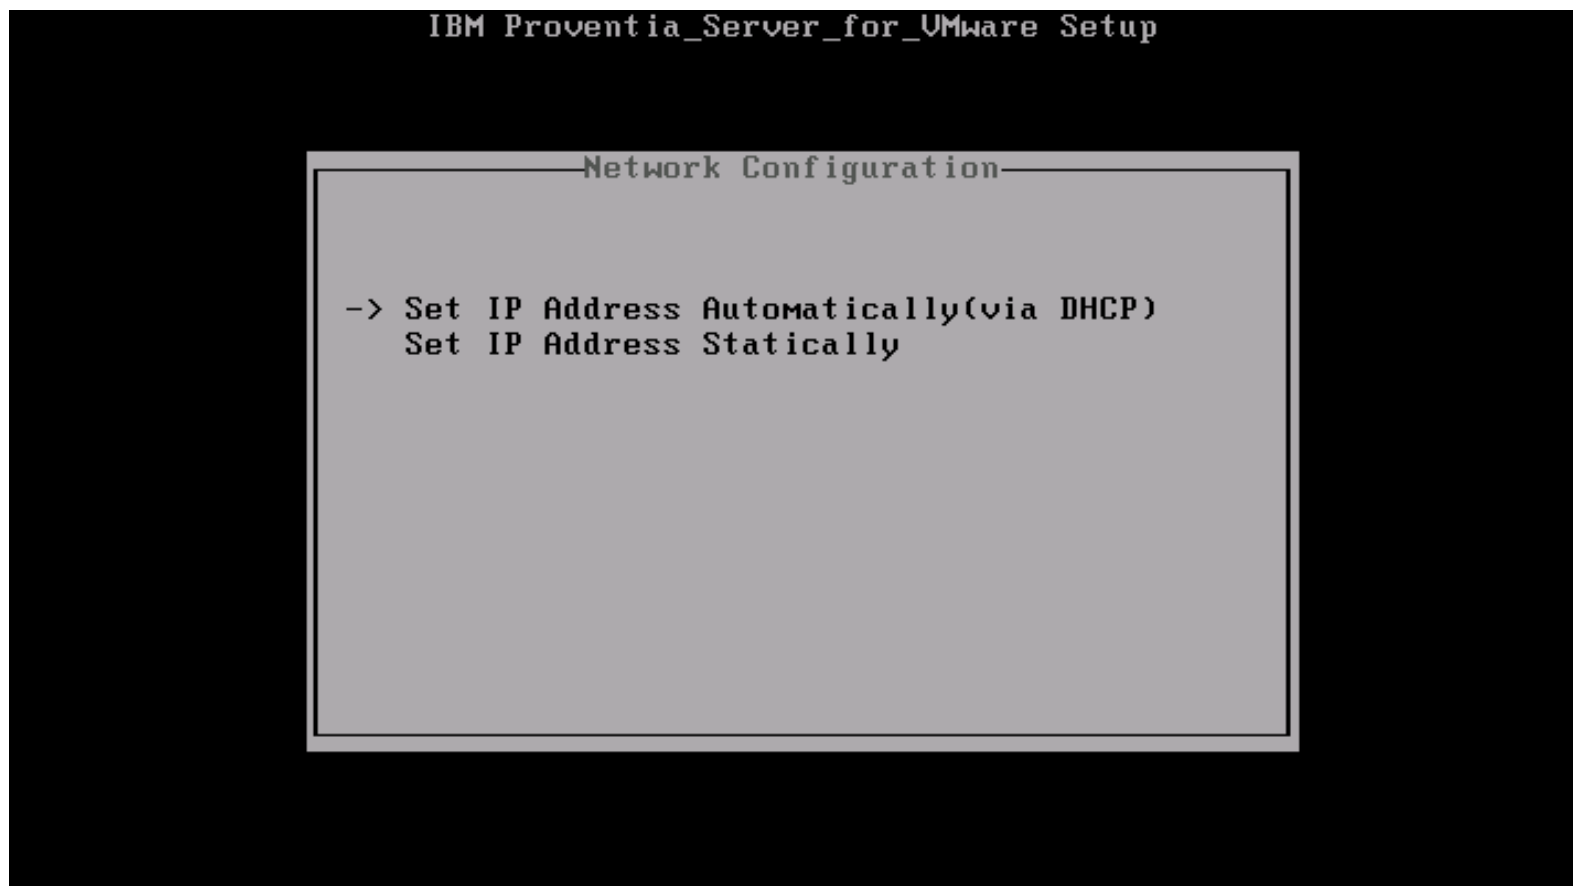 IBM Proventia_Server_for_VMware Setup
Network Configuration
-> Set IP Address Automatically(via DHCP)
Set IP Address Statically